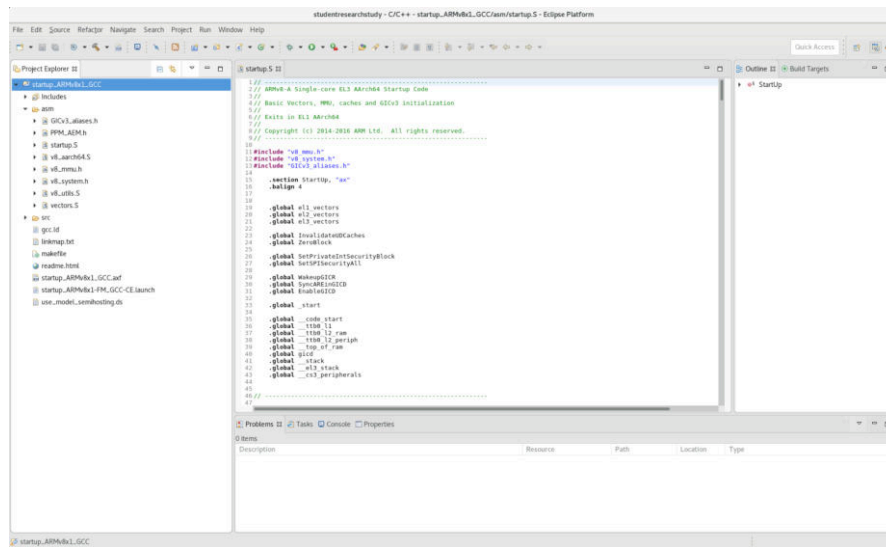 studentresearchstudy - C/C++ - startup_ARMv8x1_GCC/asm/startup.S - Eclipse Platform
File Edit Source Refactor Navigate Search Project Run Window Help
Quick Access
Project Explorer
startup_ARMv8x1_GCC
Includes
asm
GICv3_aliases.h
PPM_AEM.h
startup.S
v8_aarch64.S
v8_mmu.h
v8_system.h
v8_utils.S
vectors.S
src
gcc.ld
linkmap.txt
makefile
readme.html
startup_ARMv8x1_GCC.axf
startup_ARMv8x1-FM_GCC-CE.launch
use_model_semihosting.ds
startup.S
1 // ------------------------------------------------------------
2 // ARMv8-A Single-core EL3 AArch64 Startup Code
3 //
4 // Basic Vectors, MMU, caches and GICv3 initialization
5 //
6 // Exits in EL1 AArch64
7 //
8 // Copyright (c) 2014-2016 ARM Ltd. All rights reserved.
9 // ------------------------------------------------------------
10
11 #include "v8_mmu.h"
12 #include "v8_system.h"
13 #include "GICv3_aliases.h"
14
15 .section StartUp, "ax"
16 .balign 4
17
18
19 .global el1_vectors
20 .global el2_vectors
21 .global el3_vectors
22
23 .global InvalidateUDCaches
24 .global ZeroBlock
25
26 .global SetPrivateIntSecurityBlock
27 .global SetSPISecurityAll
28
29 .global WakeupGICR
30 .global SyncAREinGICD
31 .global EnableGICD
32
33 .global _start
34
35 .global __code_start
36 .global __ttb0_l1
37 .global __ttb0_l2_ram
38 .global __ttb0_l2_periph
39 .global __top_of_ram
40 .global gicd
41 .global __stack
42 .global __el3_stack
43 .global __cs3_peripherals
44
45
46 // ------------------------------------------------------------
47
Outline Build Targets
StartUp
Problems Tasks Console Properties
0 items
Description Resource Path Location Type
startup_ARMv8x1_GCC